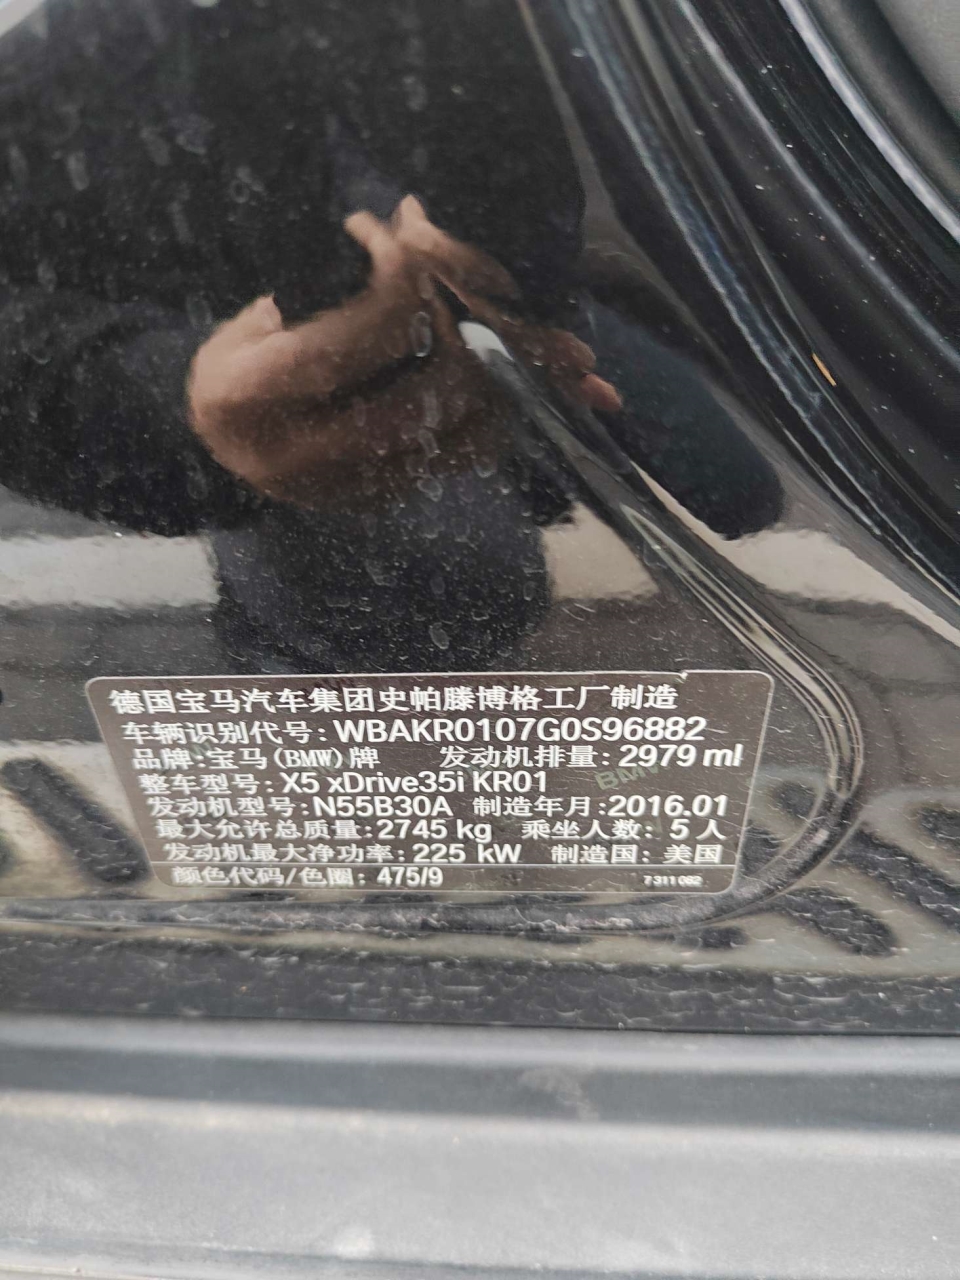 德国宝马汽车集团史帕滕博格工厂制造
车辆识别代号:WBAKR0107G0S96882
品牌:宝马(BMW)牌 发动机排量:2979 ml
整车型号:X5 xDrive35i KR01
发动机型号:N55B30A 制造年月:2016.01
最大允许总质量:2745 kg 乘坐人数: 5 人
发动机最大净功率:225 kW 制造国: 美国
颜色代码/色圈: 475/9 7 311 082
BMW